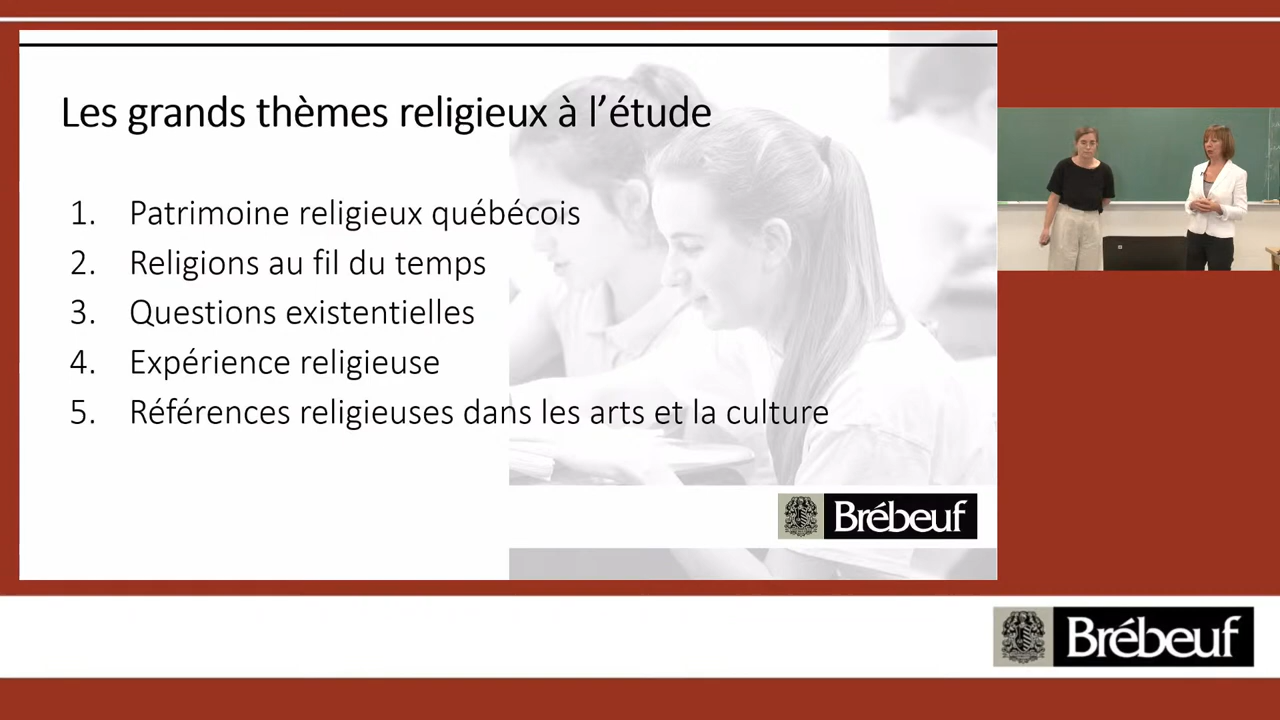 Les grands thèmes religieux à l’étude
1. Patrimoine religieux québécois
2. Religions au fil du temps
3. Questions existentielles
4. Expérience religieuse
5. Références religieuses dans les arts et la culture
Brébeuf
Brébeuf